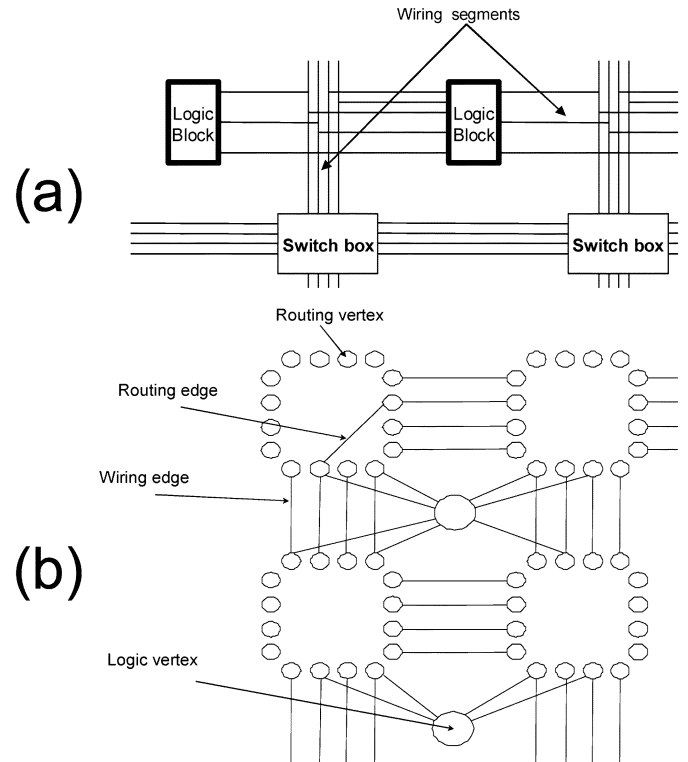 Wiring segments
Logic
Block
Logic
Block
(a)
Switch box
Switch box
Routing vertex
Routing edge
Wiring edge
(b)
Logic vertex